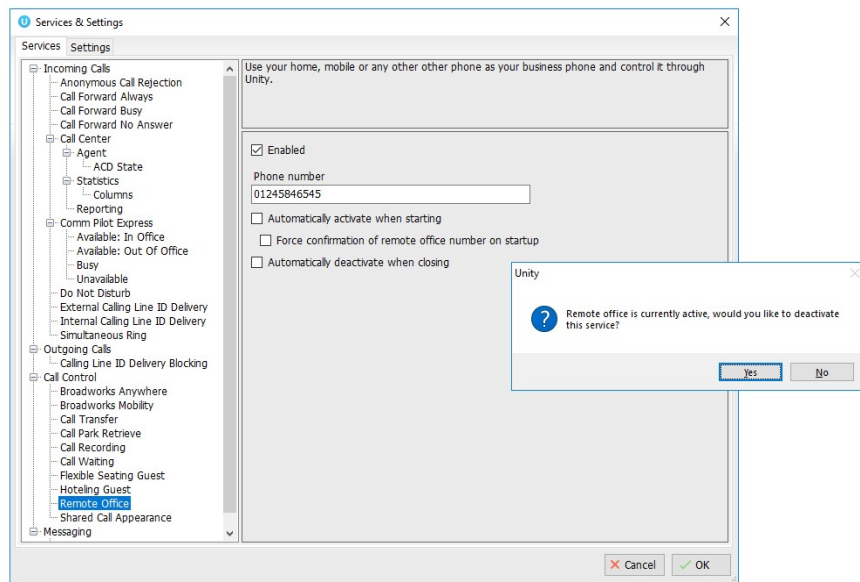 Services & Settings
Services Settings
Incoming Calls
Anonymous Call Rejection
Call Forward Always
Call Forward Busy
Call Forward No Answer
Call Center
Agent
ACD State
Statistics
Columns
Reporting
Comm Pilot Express
Available: In Office
Available: Out Of Office
Busy
Unavailable
Do Not Disturb
External Calling Line ID Delivery
Internal Calling Line ID Delivery
Simultaneous Ring
Outgoing Calls
Calling Line ID Delivery Blocking
Call Control
Broadworks Anywhere
Broadworks Mobility
Call Transfer
Call Park Retrieve
Call Recording
Call Waiting
Flexible Seating Guest
Hoteling Guest
Remote Office
Shared Call Appearance
Messaging
Use your home, mobile or any other other phone as your business phone and control it through
Unity.
Enabled
Phone number
01245846545
Automatically activate when starting
Force confirmation of remote office number on startup
Automatically deactivate when closing
Unity
Remote office is currently active, would you like to deactivate
this service?
Yes No
Cancel OK